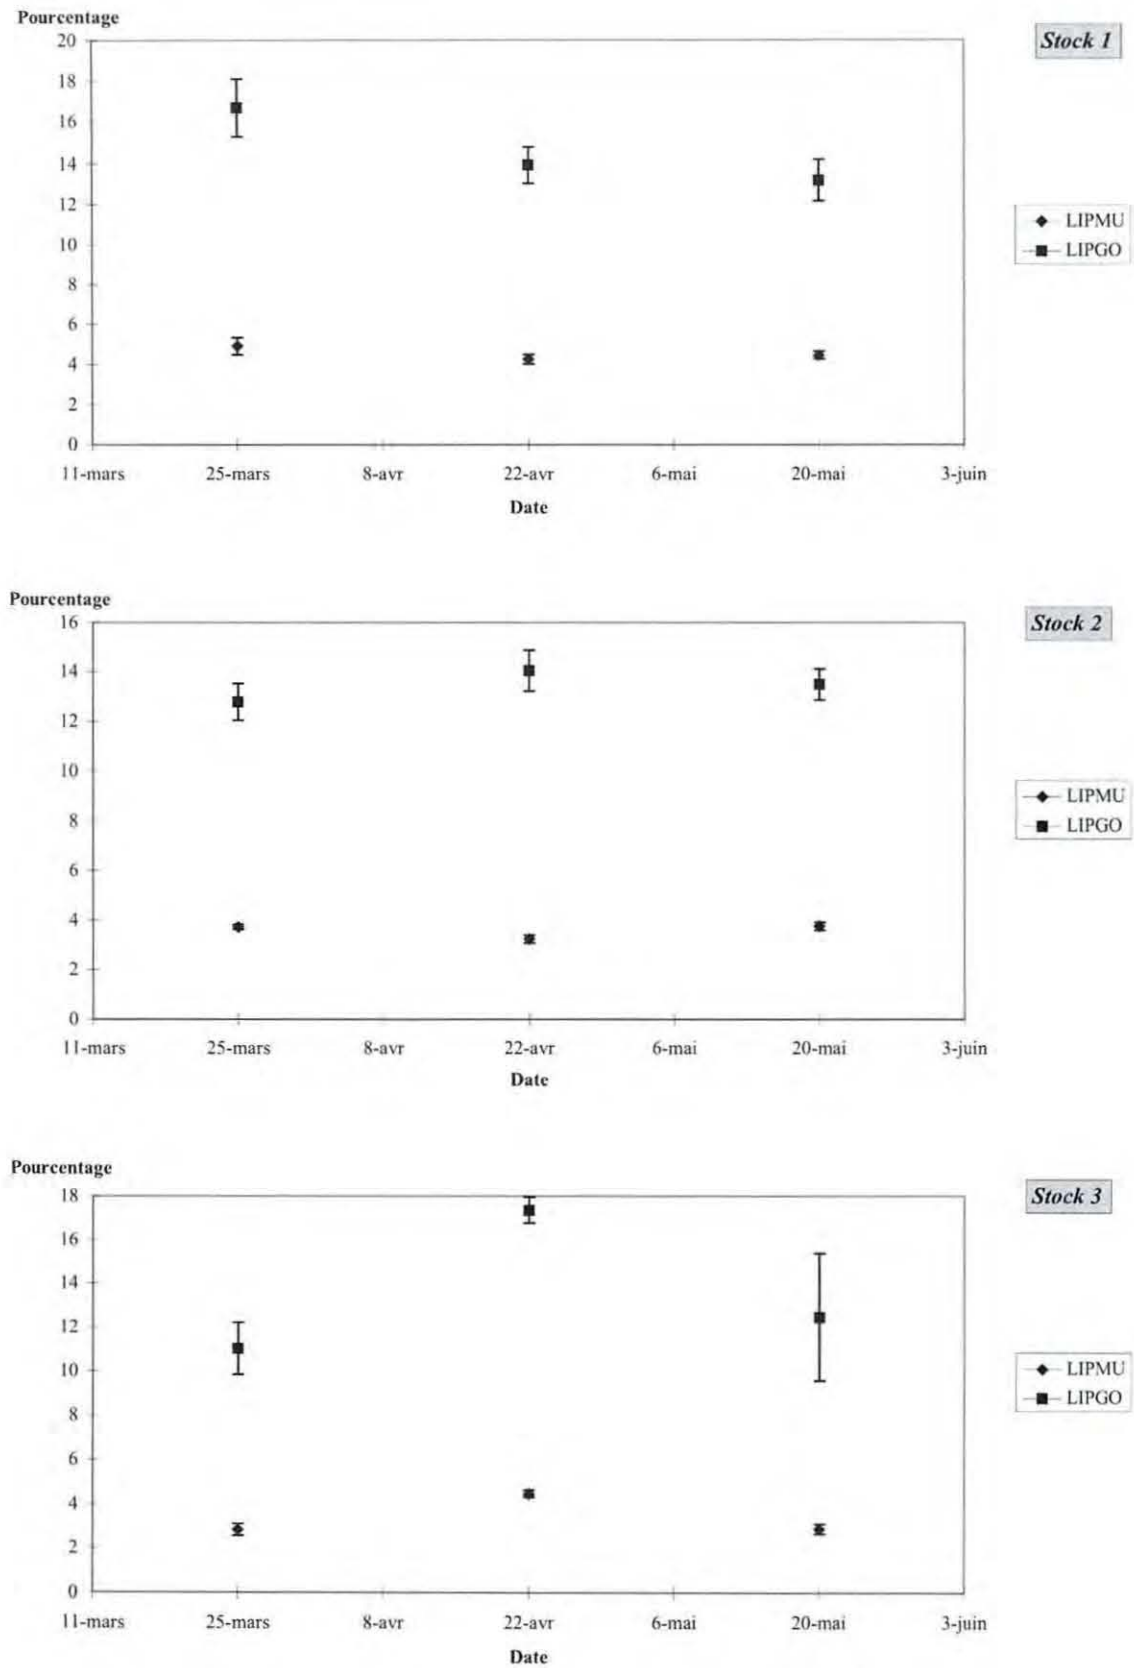 Pourcentage
Stock 1
20
18
16
14
12
10
8
6
4
2
0
LIPMU
LIPGO
11-mars 25-mars 8-avr 22-avr 6-mai 20-mai 3-juin
Date
Pourcentage
Stock 2
16
14
12
10
8
6
4
2
0
LIPMU
LIPGO
11-mars 25-mars 8-avr 22-avr 6-mai 20-mai 3-juin
Date
Pourcentage
Stock 3
18
16
14
12
10
8
6
4
2
0
LIPMU
LIPGO
11-mars 25-mars 8-avr 22-avr 6-mai 20-mai 3-juin
Date